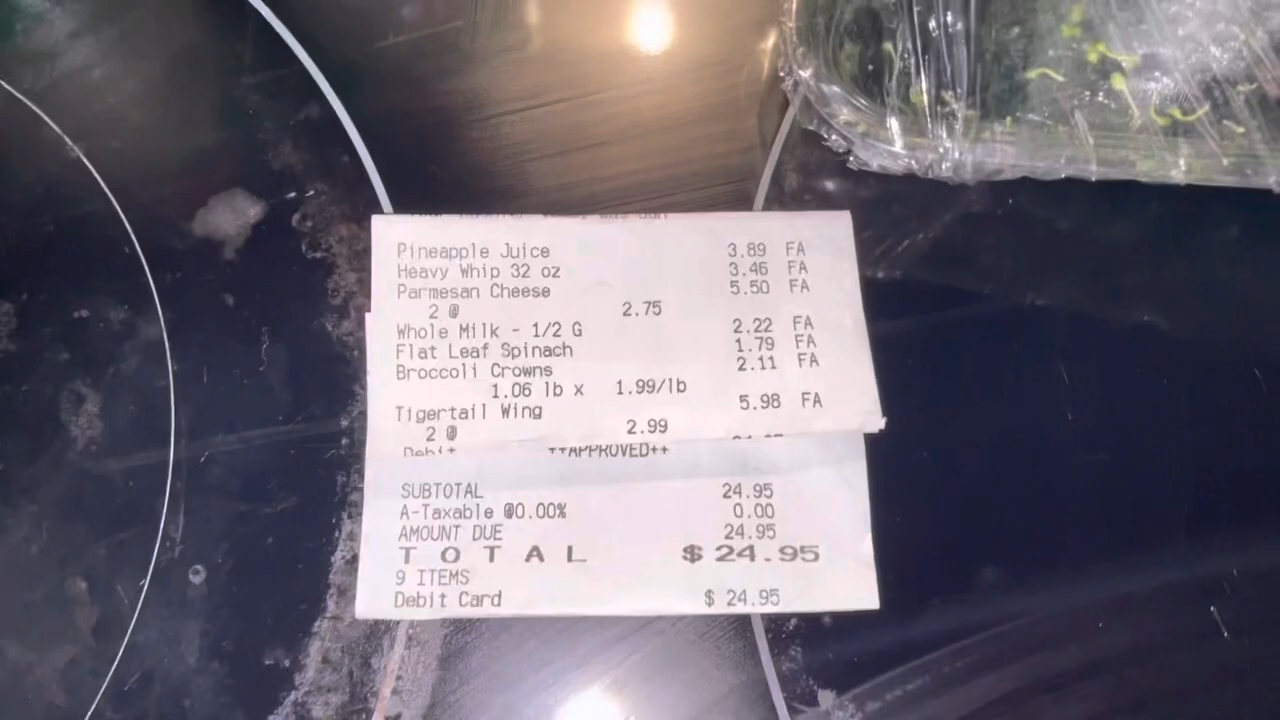 Pineapple Juice 3.89 FA
Heavy Whip 32 oz 3.46 FA
Parmesan Cheese 5.50 FA
2 @ 2.75
Whole Milk - 1/2 G 2.22 FA
Flat Leaf Spinach 1.79 FA
Broccoli Crowns 2.11 FA
1.06 lb x 1.99/lb
Tigertail Wing 5.98 FA
2 @ 2.99
Debit ++APPROVED++
SUBTOTAL 24.95
A-Taxable @0.00% 0.00
AMOUNT DUE 24.95
TOTAL $24.95
9 ITEMS
Debit Card $ 24.95